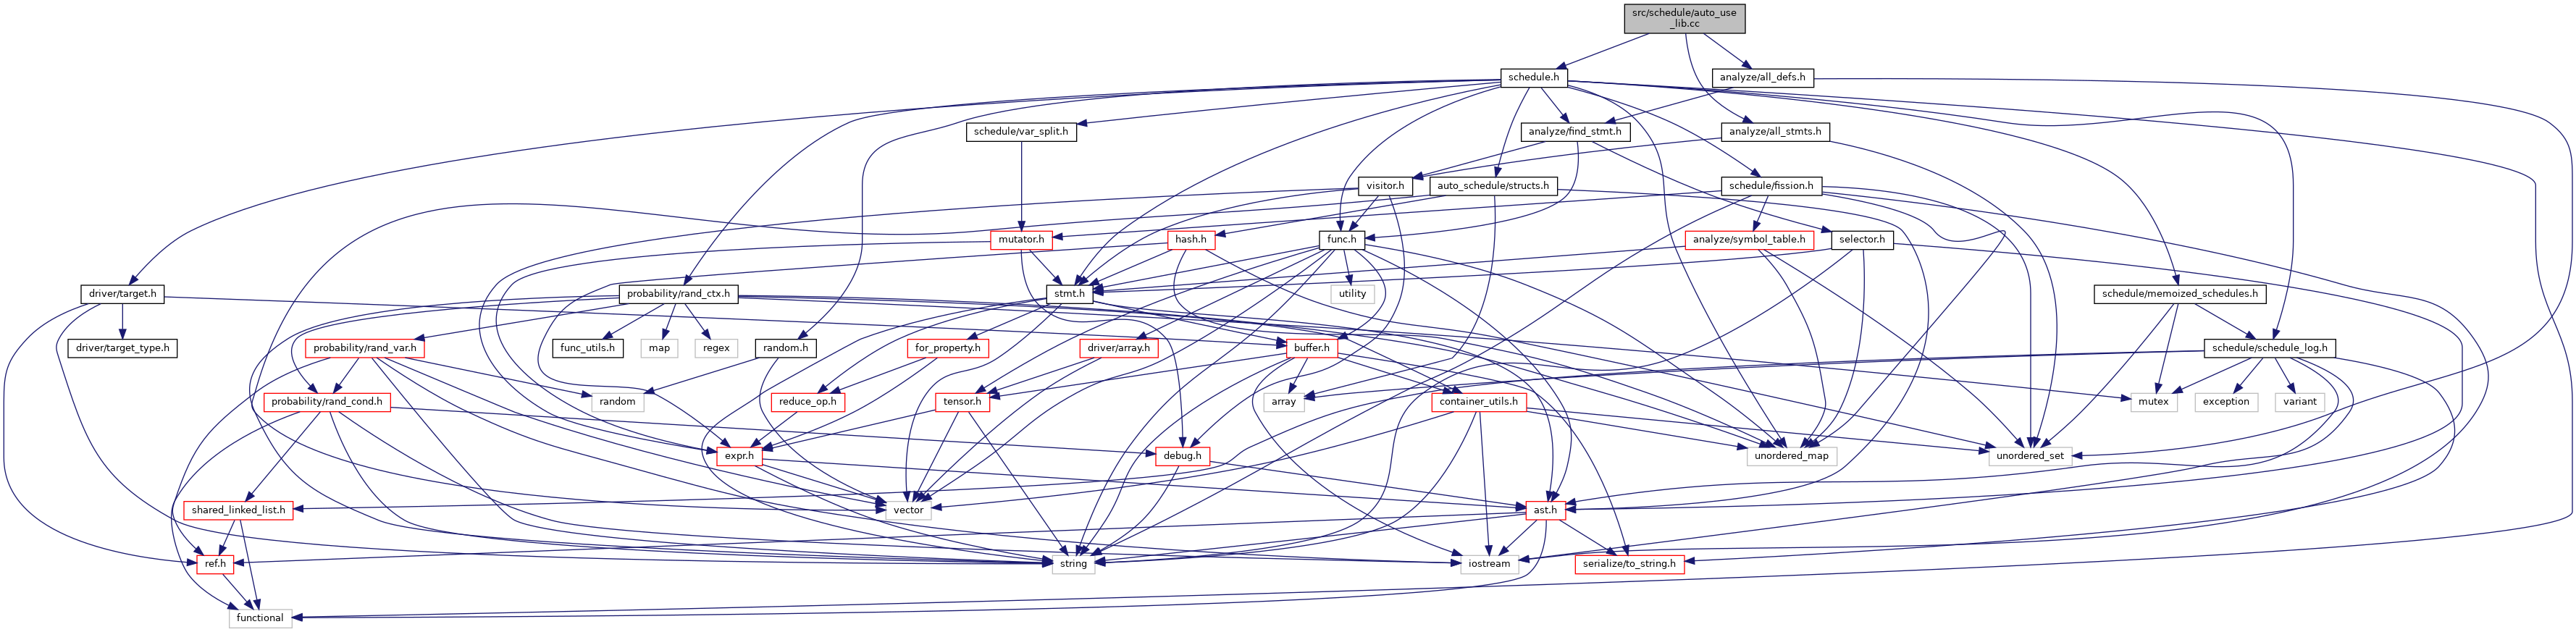 src/schedule/auto_use
_lib.cc
schedule.h
analyze/all_defs.h
schedule/var_split.h
analyze/find_stmt.h
analyze/all_stmts.h
visitor.h
auto_schedule/structs.h
schedule/fission.h
mutator.h
hash.h
func.h
analyze/symbol_table.h
selector.h
driver/target.h
probability/rand_ctx.h
stmt.h
utility
schedule/memoized_schedules.h
driver/target_type.h
probability/rand_var.h
func_utils.h
map
regex
random.h
for_property.h
driver/array.h
buffer.h
schedule/schedule_log.h
probability/rand_cond.h
random
reduce_op.h
tensor.h
array
container_utils.h
mutex
exception
variant
expr.h
debug.h
unordered_map
unordered_set
shared_linked_list.h
vector
ast.h
ref.h
string
iostream
serialize/to_string.h
functional